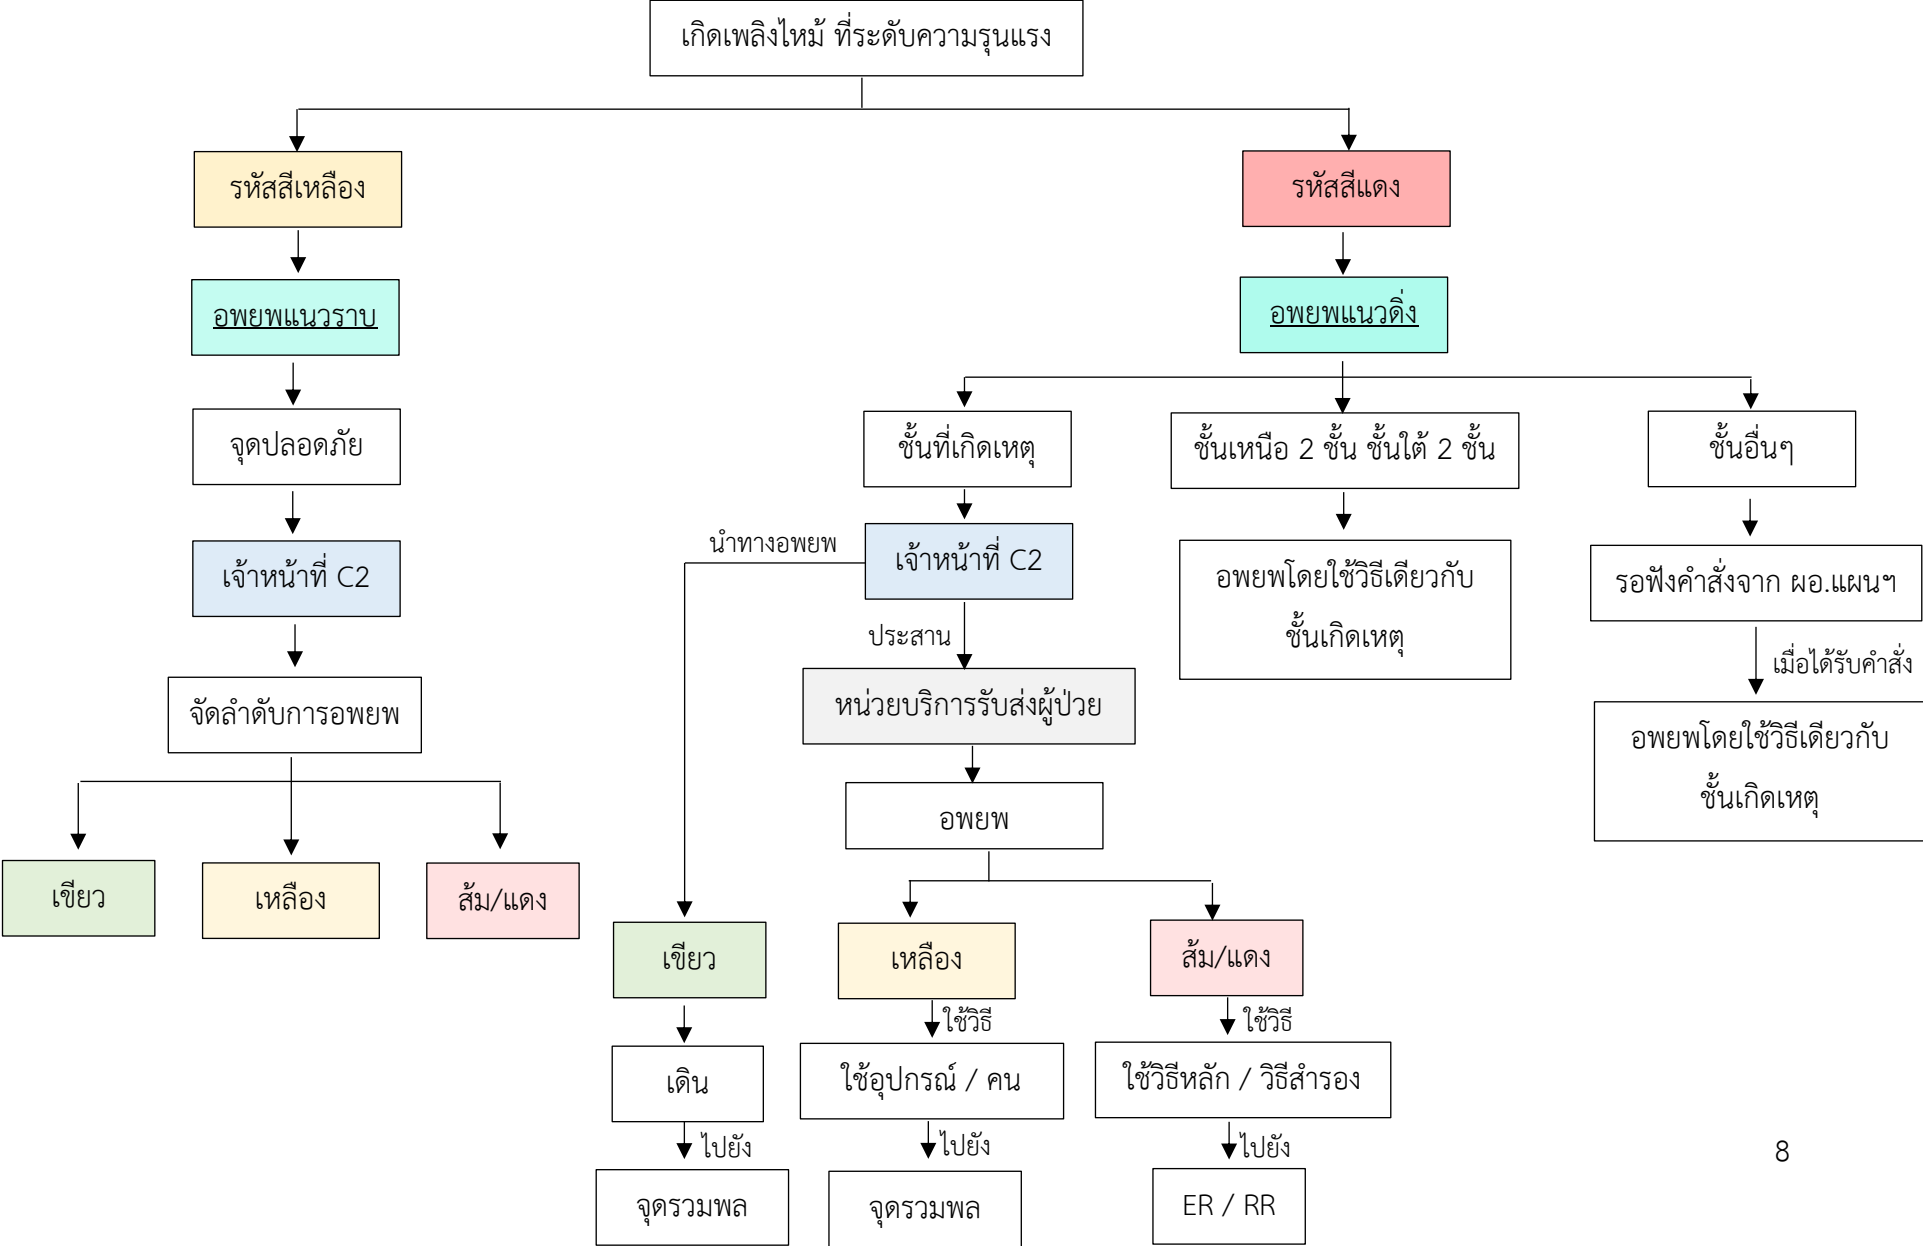 เกิดเพลิงไหม้ ที่ระดับความรุนแรง
รหัสสีเหลือง
รหัสสีแดง
อพยพแนวราบ
อพยพแนวดิ่ง
จุดปลอดภัย
ชั้นที่เกิดเหตุ
ชั้นเหนือ 2 ชั้น ชั้นใต้ 2 ชั้น
ชั้นอื่นๆ
เจ้าหน้าที่ C2
นำทางอพยพ
เจ้าหน้าที่ C2
อพยพโดยใช้วิธีเดียวกับ
ชั้นเกิดเหตุ
รอฟังคำสั่งจาก ผอ.แผนฯ
ประสาน
เมื่อได้รับคำสั่ง
จัดลำดับการอพยพ
หน่วยบริการรับส่งผู้ป่วย
อพยพโดยใช้วิธีเดียวกับ
ชั้นเกิดเหตุ
อพยพ
เขียว
เหลือง
ส้ม/แดง
เขียว
เหลือง
ส้ม/แดง
ใช้วิธี
ใช้วิธี
เดิน
ใช้อุปกรณ์ / คน
ใช้วิธีหลัก / วิธีสำรอง
ไปยัง
ไปยัง
ไปยัง
8
จุดรวมพล
จุดรวมพล
ER / RR